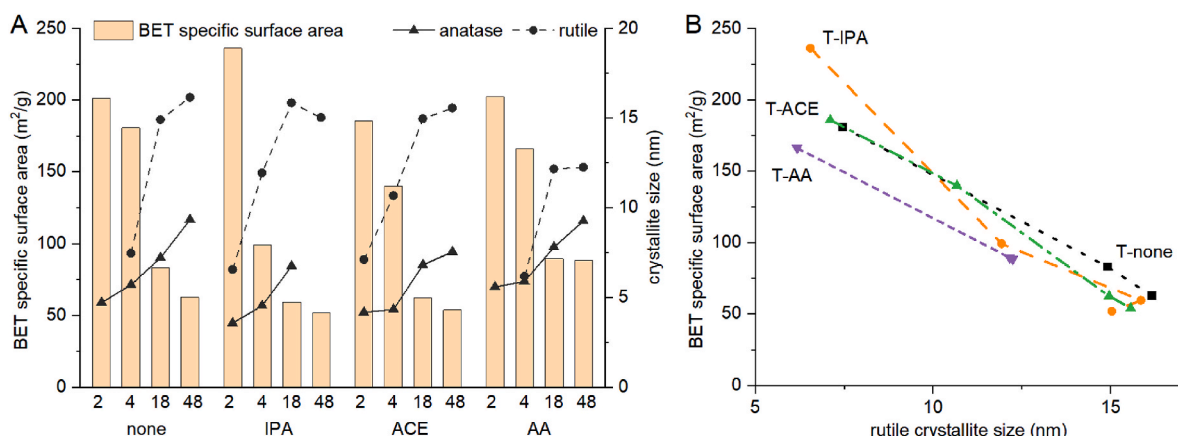 A
BET specific surface area
anatase
rutile
BET specific surface area (m²/g)
250
200
150
100
50
0
20
15
10
5
0
crystallite size (nm)
2 4 18 48 2 4 18 48 2 4 18 48 2 4 18 48
none IPA ACE AA
B
BET specific surface area (m²/g)
250
200
150
100
50
0
T-IPA
T-ACE
T-AA
T-none
5 10 15
rutile crystallite size (nm)